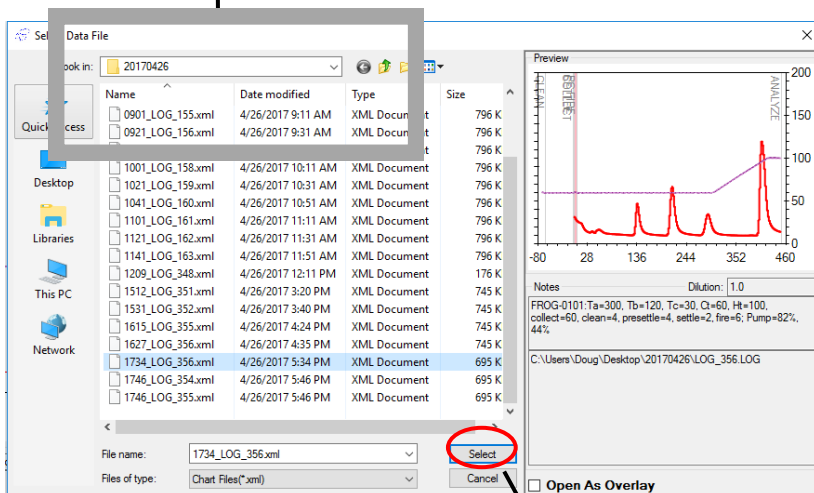 Select Data File
Look in: 20170426
Preview
Name Date modified Type Size
0901_LOG_155.xml 4/26/2017 9:11 AM XML Document 796 K
0921_LOG_156.xml 4/26/2017 9:31 AM XML Document 796 K
796 K
1001_LOG_158.xml 4/26/2017 10:11 AM XML Document 796 K
1021_LOG_159.xml 4/26/2017 10:31 AM XML Document 796 K
1041_LOG_160.xml 4/26/2017 10:51 AM XML Document 796 K
1101_LOG_161.xml 4/26/2017 11:11 AM XML Document 796 K
1121_LOG_162.xml 4/26/2017 11:31 AM XML Document 796 K
1141_LOG_163.xml 4/26/2017 11:51 AM XML Document 796 K
1209_LOG_348.xml 4/26/2017 12:11 PM XML Document 176 K
1512_LOG_351.xml 4/26/2017 3:20 PM XML Document 745 K
1531_LOG_352.xml 4/26/2017 3:40 PM XML Document 745 K
1615_LOG_355.xml 4/26/2017 4:24 PM XML Document 745 K
1627_LOG_356.xml 4/26/2017 4:35 PM XML Document 745 K
1734_LOG_356.xml 4/26/2017 5:34 PM XML Document 695 K
1746_LOG_354.xml 4/26/2017 5:46 PM XML Document 695 K
1746_LOG_355.xml 4/26/2017 5:46 PM XML Document 695 K
Quick access
Desktop
Libraries
This PC
Network
File name: 1734_LOG_356.xml Select
Files of type: Chart Files(*.xml) Cancel
CLEAN
COLLECT
ANALYZE
200
150
100
50
0
-80 28 136 244 352 460
Notes Dilution: 1.0
FROG-0101:Ta=300, Tb=120, Tc=30, Ct=60, Ht=100,
collect=60, clean=4, presettle=4, settle=2, fire=6; Pump=82%,
44%
C:\Users\Doug\Desktop\20170426\LOG_356.LOG
Open As Overlay